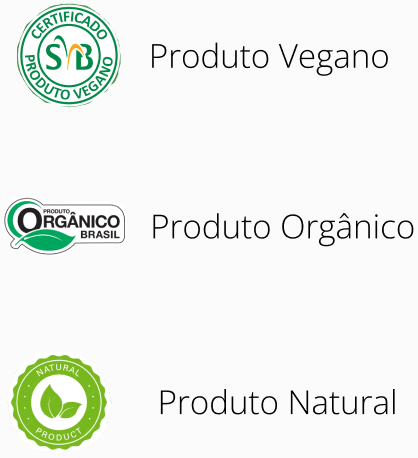 CERTIFICADO
SVB
PRODUTO VEGANO
Produto Vegano
PRODUTO
ORGÂNICO
BRASIL
Produto Orgânico
NATURAL
PRODUCT
Produto Natural